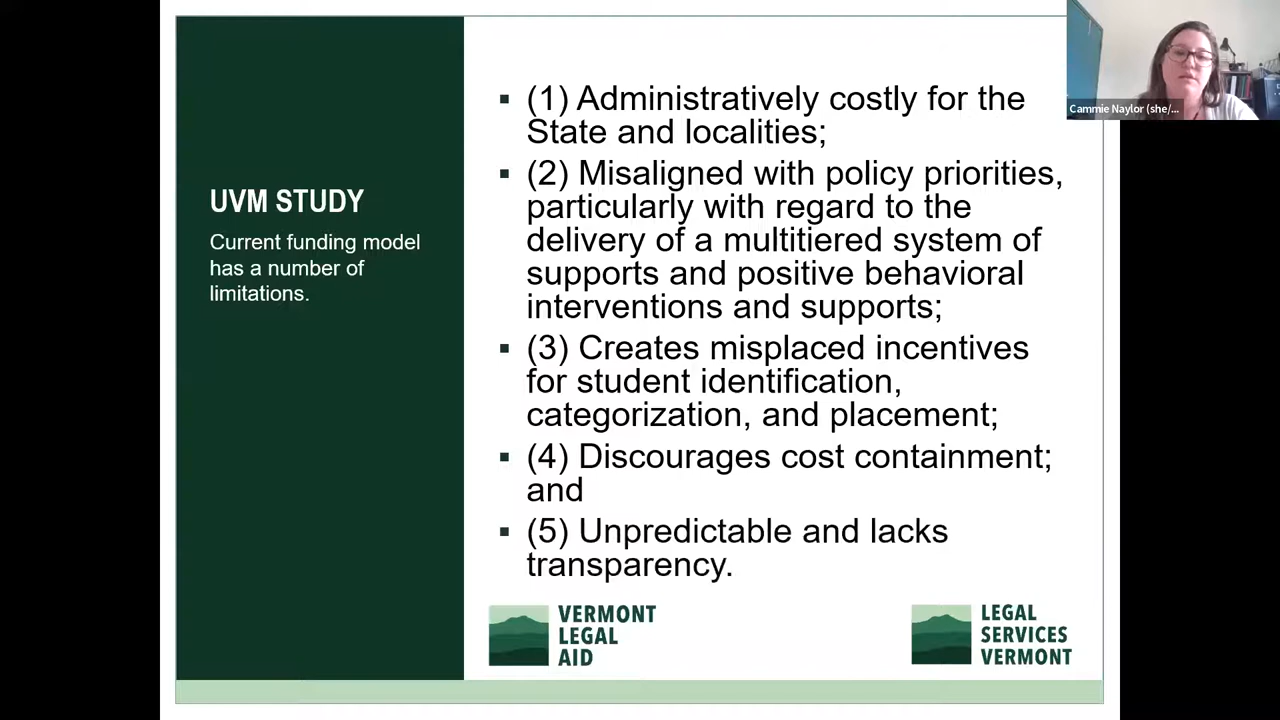 UVM STUDY
Current funding model
has a number of
limitations.
▪ (1) Administratively costly for the
State and localities;
▪ (2) Misaligned with policy priorities,
particularly with regard to the
delivery of a multitiered system of
supports and positive behavioral
interventions and supports;
▪ (3) Creates misplaced incentives
for student identification,
categorization, and placement;
▪ (4) Discourages cost containment;
and
▪ (5) Unpredictable and lacks
transparency.
VERMONT
LEGAL
AID
LEGAL
SERVICES
VERMONT
Cammie Naylor (she/...